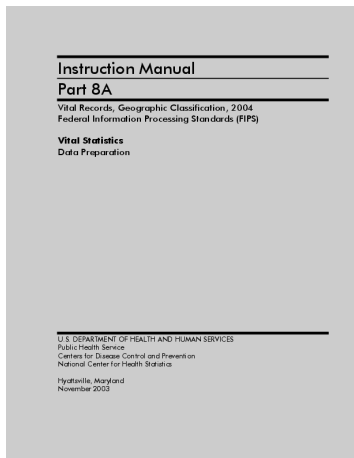 Instruction Manual
Part 8A
Vital Records, Geographic Classification, 2004
Federal Information Processing Standards (FIPS)
Vital Statistics
Data Preparation
U.S. DEPARTMENT OF HEALTH AND HUMAN SERVICES
Public Health Service
Centers for Disease Control and Prevention
National Center for Health Statistics
Hyattsville, Maryland
November 2003